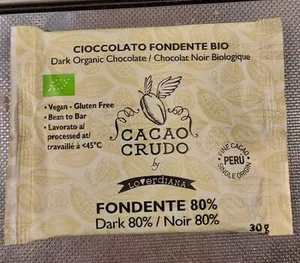 CIOCCOLATO FONDENTE BIO
Dark Organic Chocolate / Chocolat Noir Biologique
• Vegan - Gluten Free
• Bean to Bar
• Lavorato a/
processed at/
travaillé à <45°C
CACAO
CRUDO
by
LoverdiANA
FINE CACAO
PERÚ
SINGLE ORIGIN
FONDENTE 80%
Dark 80% / Noir 80%
30g